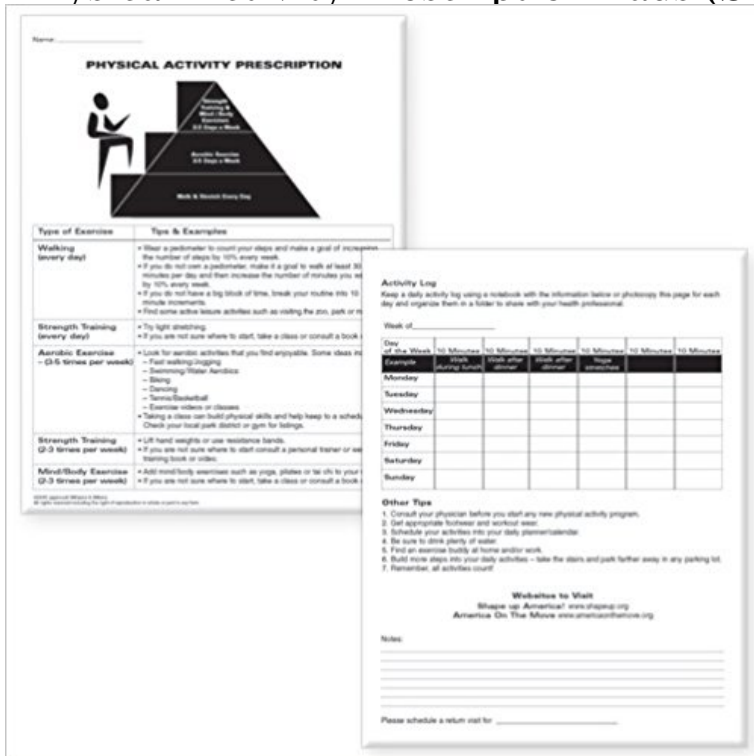 Name:
PHYSICAL ACTIVITY PRESCRIPTION
Strength
Training &
Mind / Body
Exercises
2-3 Days a Week
Aerobic Exercise
3-5 Days a Week
Walk & Stretch Every Day
Type of Exercise Tips & Examples
Walking
(every day)
• Wear a pedometer to count your steps and make a goal of increasing
the number of steps by 10% every week.
• If you do not own a pedometer, make it a goal to walk at least 30
minutes per day and then increase the number of minutes you
by 10% every week.
• If you do not have a big block of time, break your routine into 10
minute increments.
• Find some active leisure activities such as visiting the zoo, park or
Strength Training
(every day)
• Try light stretching.
• If you are not sure where to start, take a class or consult a book
Aerobic Exercise
– (3-5 times per week)
• Look for aerobic activities that you find enjoyable. Some ideas
– Fast walking/Jogging
– Swimming/Water Aerobics
– Biking
– Dancing
– Tennis/Basketball
– Exercise videos or classes
• Taking a class can build physical skills and help keep to a
Check your local park district or gym for listings.
Strength Training
(2-3 times per week)
• Lift hand weights or use resistance bands.
• If you are not sure where to start consult a personal trainer or
training book or video.
Mind/Body Exercise
(2-3 times per week)
• Add mind/body exercises such as yoga, pilates or tai chi to your
• If you are not sure where to start, take a class or consult a book
All rights reserved including the right of reproduction in whole or part in any form.
Activity Log
Keep a daily activity log using a notebook with the information below or photocopy this page for each
day and organize them in a folder to share with your health professional.
Week of
Day
of the Week 10 Minutes 10 Minutes 10 Minutes 10 Minutes 10 Minutes 10 Minutes
Example Walk during lunch Walk after dinner Walk after dinner Yoga stretches
Monday
Tuesday
Wednesday
Thursday
Friday
Saturday
Sunday
Other Tips
1. Consult your physician before you start any new physical activity program.
2. Get appropriate footwear and workout wear.
3. Schedule your activities into your daily planner/calendar.
4. Be sure to drink plenty of water.
5. Find an exercise buddy at home and/or work.
6. Build more steps into your daily activities – take the stairs and park farther away in any parking lot.
7. Remember, all activities count!
Websites to Visit
Shape up America! www.shapeup.org
America On The Move www.americaonthemove.org
Notes:
Please schedule a return visit for